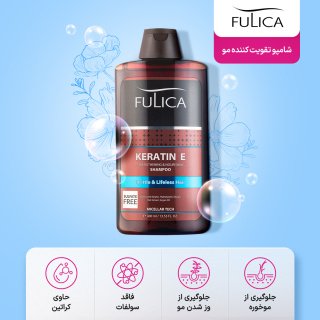 FULICA
شامپو تقویت کننده مو
FULICA
KERATIN E
SHAMPOO
& Lifeless
PARABEN
FREE
MICELLAR TECH
جلوگیری از
موخوره
جلوگیری از
وز شدن مو
فاقد
سولفات
حاوی
کراتین